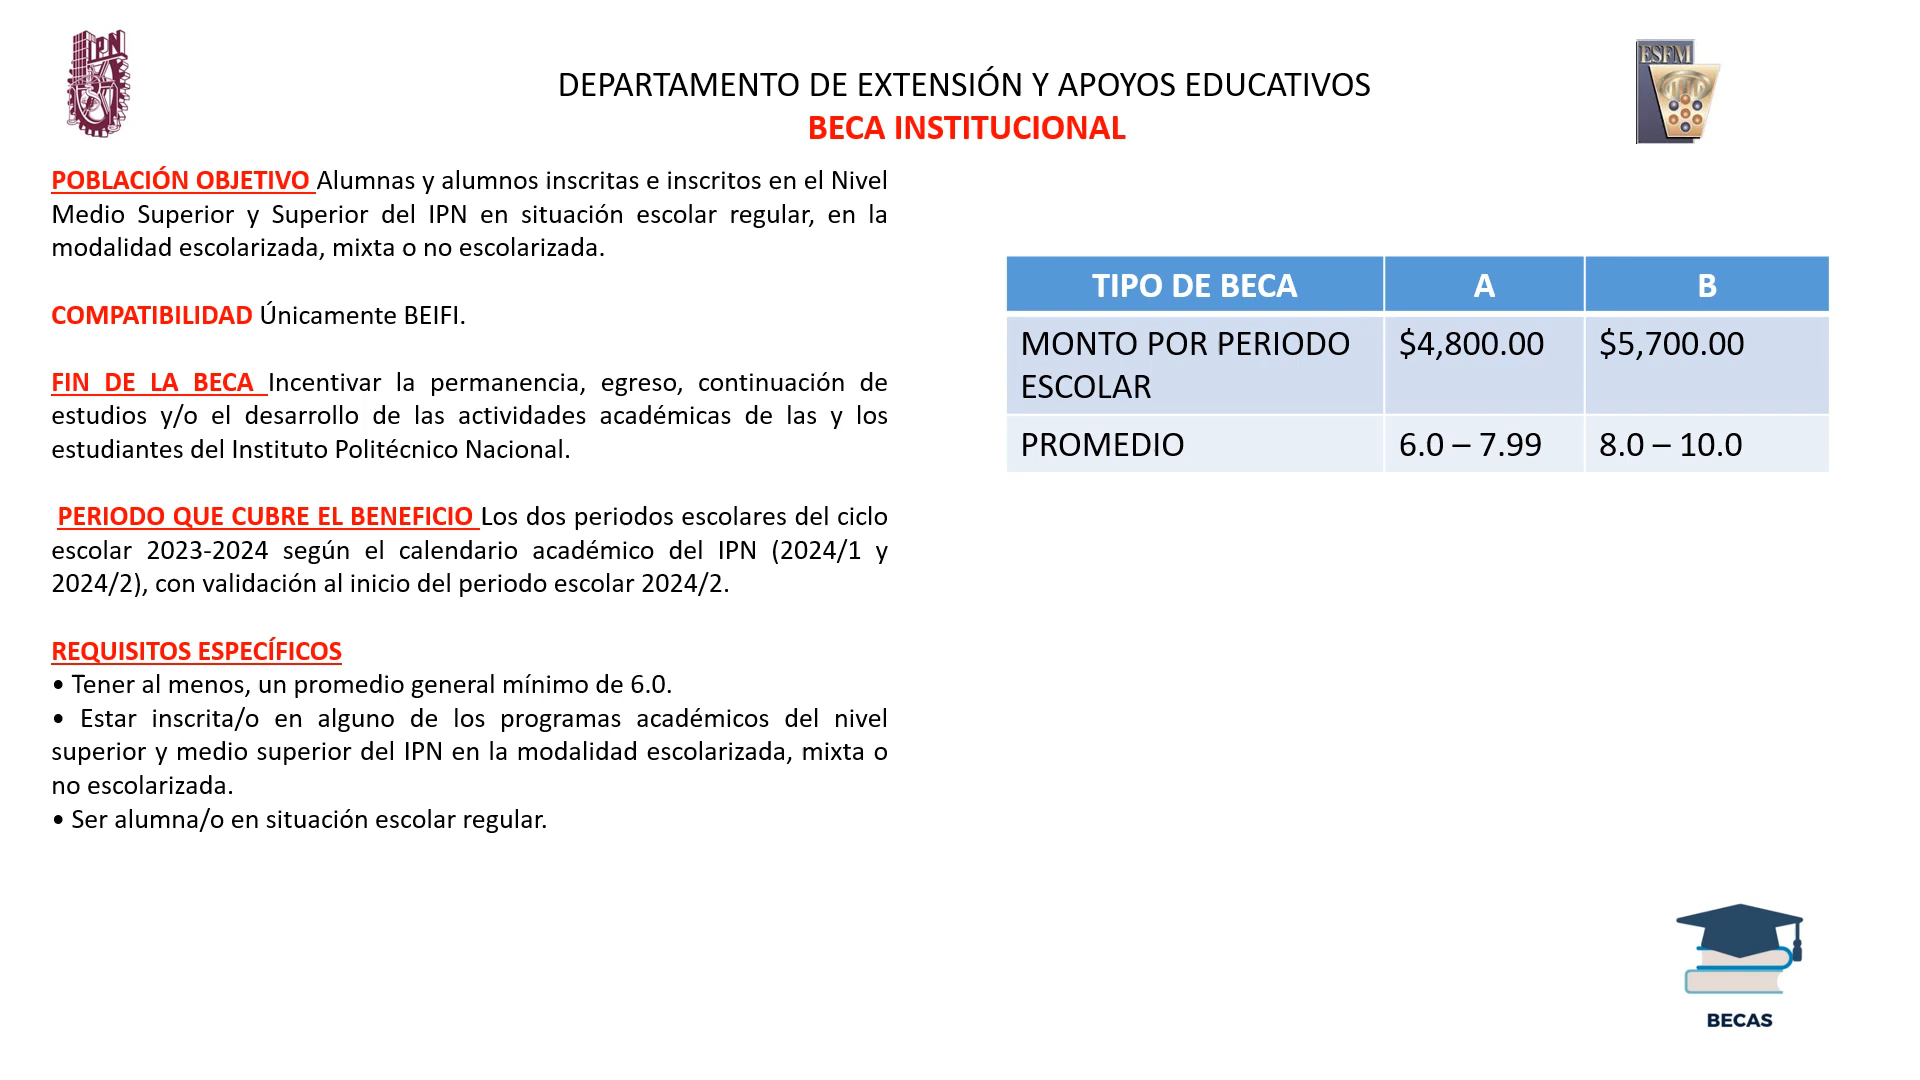 IPN
ESFM
DEPARTAMENTO DE EXTENSIÓN Y APOYOS EDUCATIVOS
BECA INSTITUCIONAL
POBLACIÓN OBJETIVO Alumnas y alumnos inscritas e inscritos en el Nivel
Medio Superior y Superior del IPN en situación escolar regular, en la
modalidad escolarizada, mixta o no escolarizada.
COMPATIBILIDAD Únicamente BEIFI.
FIN DE LA BECA Incentivar la permanencia, egreso, continuación de
estudios y/o el desarrollo de las actividades académicas de las y los
estudiantes del Instituto Politécnico Nacional.
PERIODO QUE CUBRE EL BENEFICIO Los dos periodos escolares del ciclo
escolar 2023-2024 según el calendario académico del IPN (2024/1 y
2024/2), con validación al inicio del periodo escolar 2024/2.
REQUISITOS ESPECÍFICOS
• Tener al menos, un promedio general mínimo de 6.0.
• Estar inscrita/o en alguno de los programas académicos del nivel
superior y medio superior del IPN en la modalidad escolarizada, mixta o
no escolarizada.
• Ser alumna/o en situación escolar regular.
TIPO DE BECA A B
MONTO POR PERIODO $4,800.00 $5,700.00
ESCOLAR
PROMEDIO 6.0 – 7.99 8.0 – 10.0
BECAS